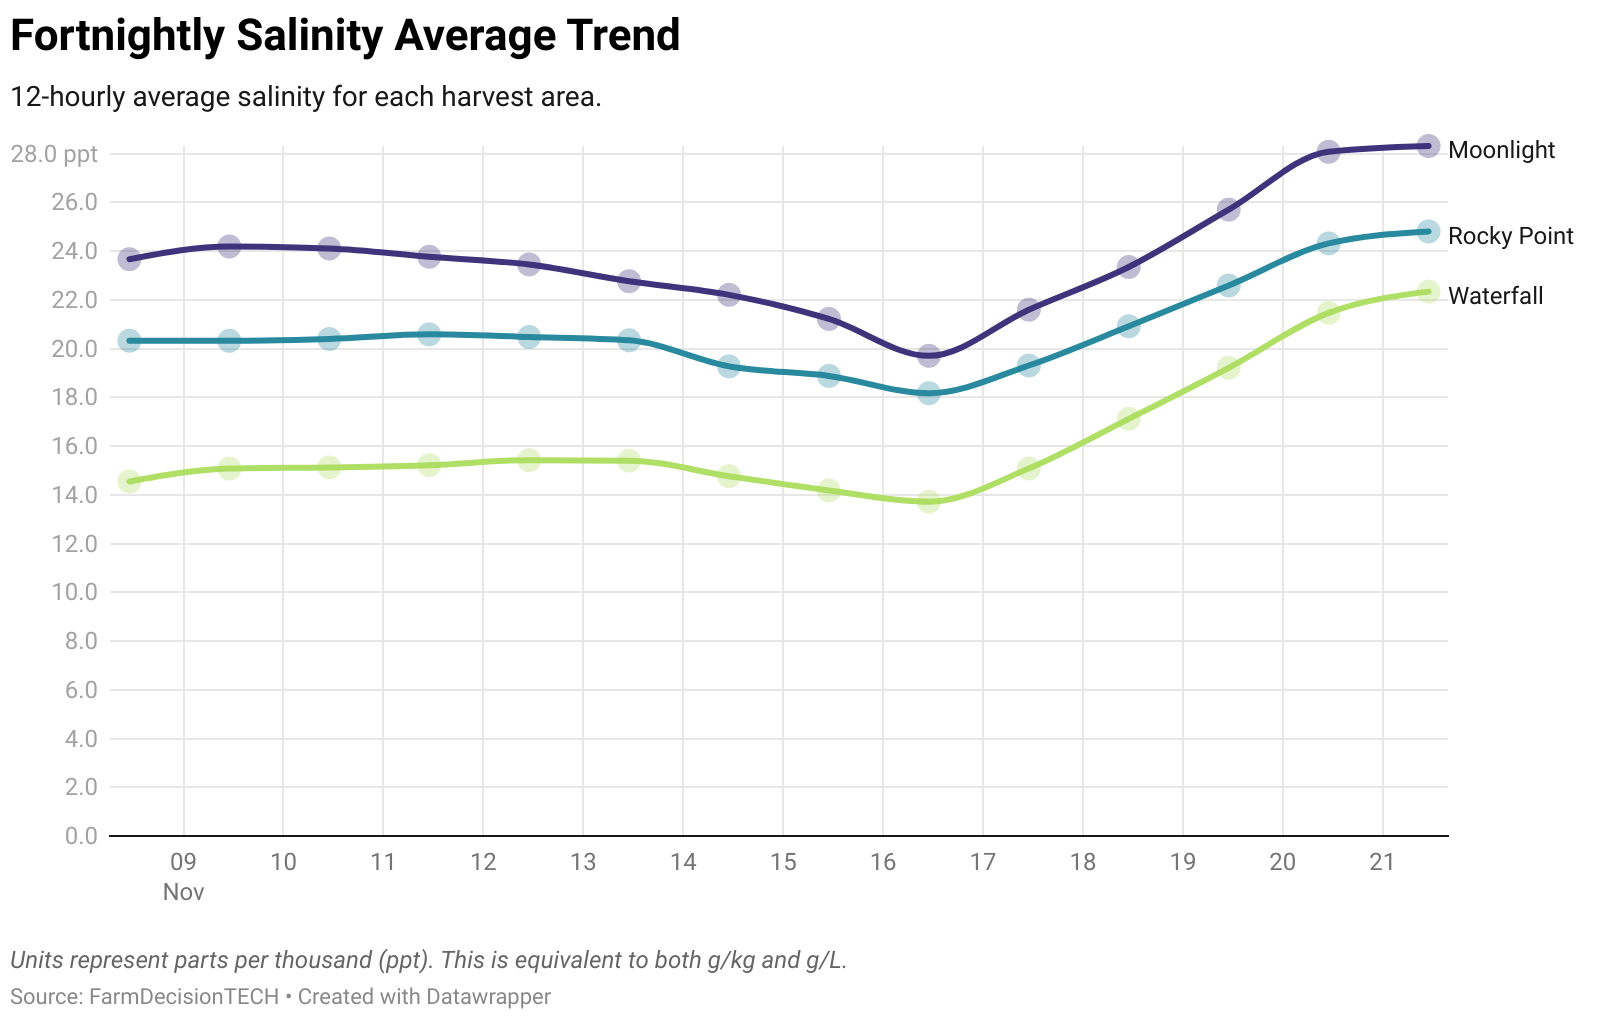 Fortnightly Salinity Average Trend
12-hourly average salinity for each harvest area.
28.0 ppt
Moonlight
26.0
24.0
Rocky Point
22.0
Waterfall
20.0
18.0
16.0
14.0
12.0
10.0
8.0
6.0
4.0
2.0
0.0
09 10 11 12 13 14 15 16 17 18 19 20 21
Nov
Units represent parts per thousand (ppt). This is equivalent to both g/kg and g/L.
Source: FarmDecisionTECH • Created with Datawrapper